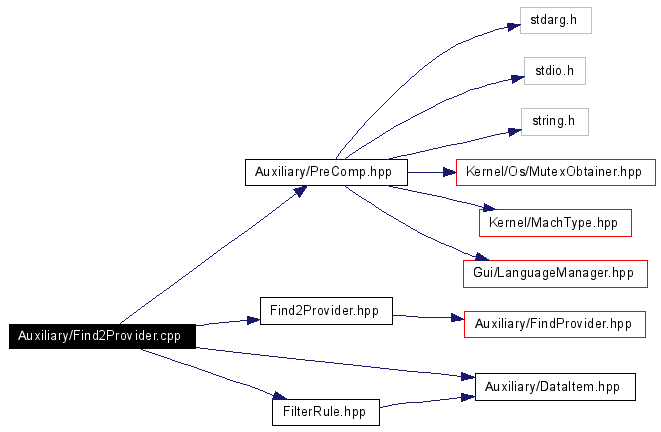 stdarg.h
stdio.h
string.h
Auxiliary/PreComp.hpp
Kernel/Os/MutexObtainer.hpp
Kernel/MachType.hpp
Gui/LanguageManager.hpp
Find2Provider.hpp
Auxiliary/FindProvider.hpp
Auxiliary/Find2Provider.cpp
Auxiliary/DataItem.hpp
FilterRule.hpp